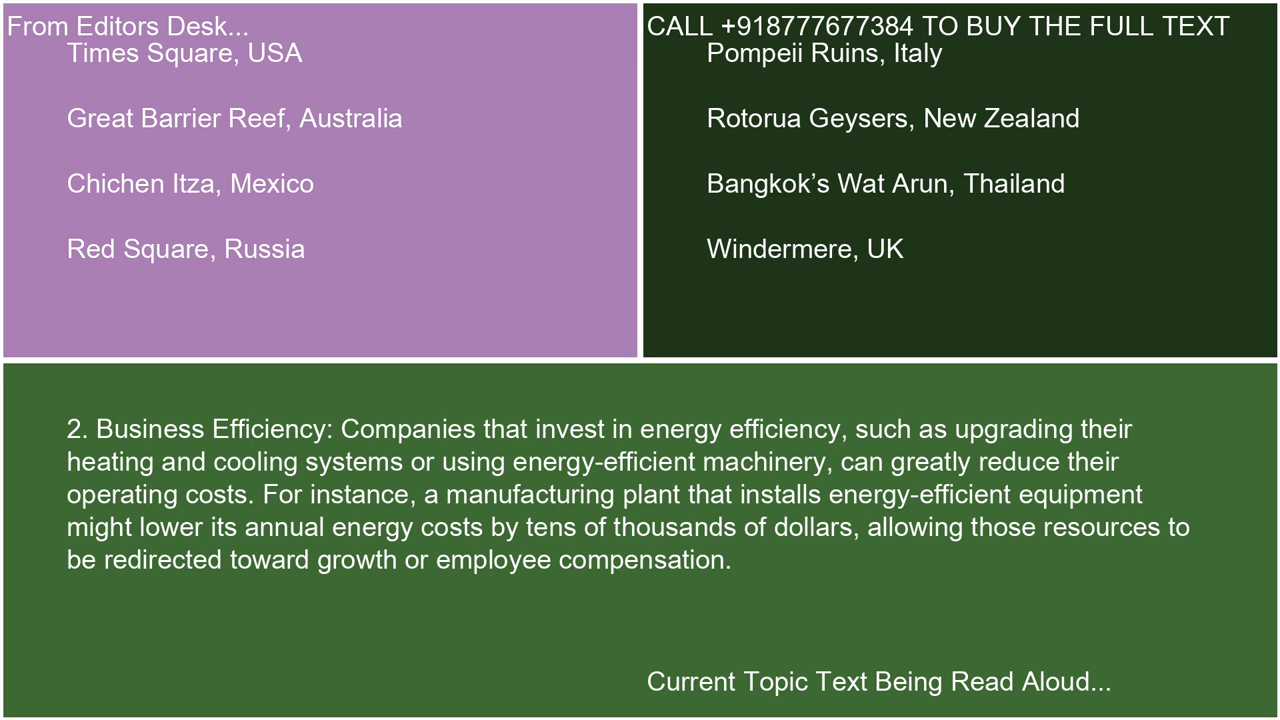 From Editors Desk...
Times Square, USA
Great Barrier Reef, Australia
Chichen Itza, Mexico
Red Square, Russia
CALL +918777677384 TO BUY THE FULL TEXT
Pompeii Ruins, Italy
Rotorua Geysers, New Zealand
Bangkok’s Wat Arun, Thailand
Windermere, UK
2. Business Efficiency: Companies that invest in energy efficiency, such as upgrading their
heating and cooling systems or using energy-efficient machinery, can greatly reduce their
operating costs. For instance, a manufacturing plant that installs energy-efficient equipment
might lower its annual energy costs by tens of thousands of dollars, allowing those resources to
be redirected toward growth or employee compensation.
Current Topic Text Being Read Aloud...